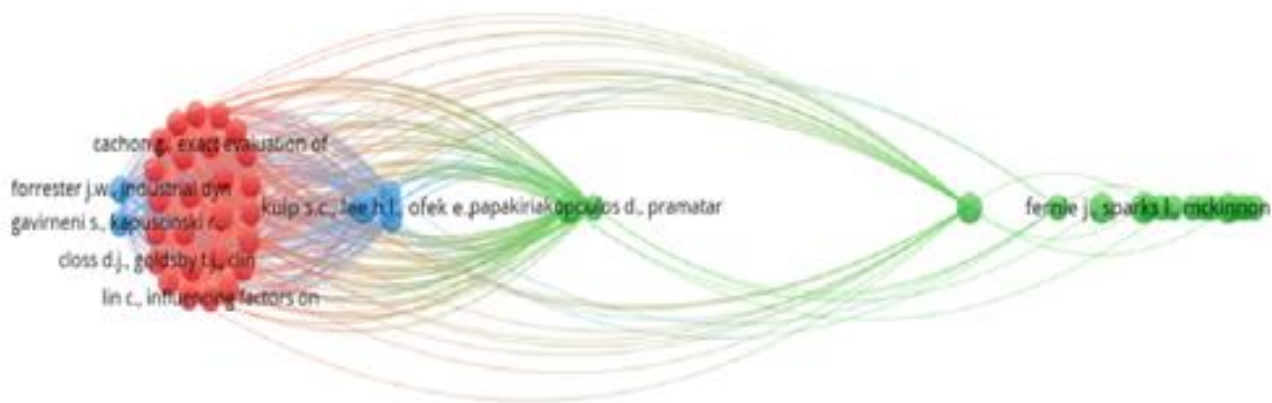 cachon g., exact evaluation of
forrester j.w., industrial dyn
gavirneni s., kapuscinski r.,
kulp s.c., lee h.l., ofek e.,
papakiriakopoulos d., pramatar
fernie j., sparks l., mckinnon
closs d.j., goldsby t.j., clin
lin c., influencing factors on